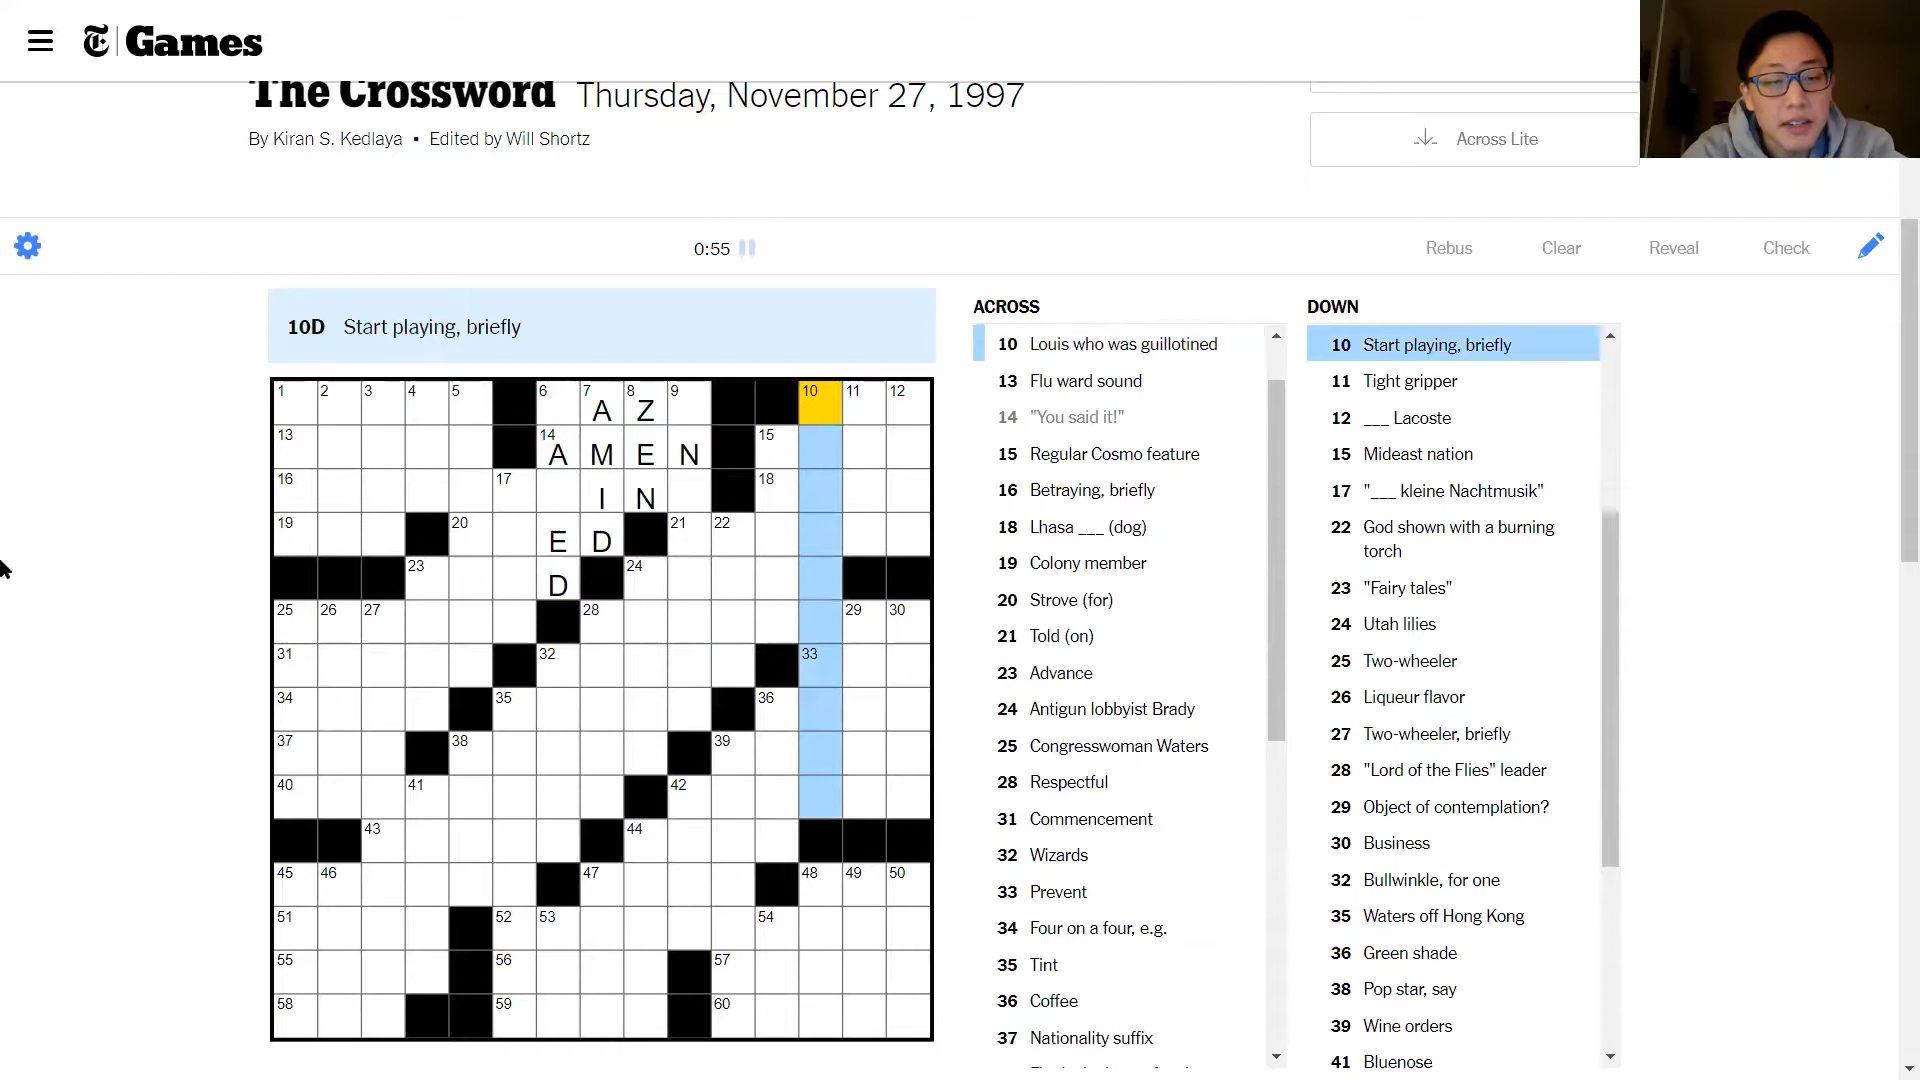 Games
The Crossword Thursday, November 27, 1997
By Kiran S. Kedlaya ▪ Edited by Will Shortz
Across Lite
0:55
Rebus Clear Reveal Check
10D Start playing, briefly
1 2 3 4 5 6 7 A 8 Z 9 10 11 12
13 14 A M E N 15
16 17 I N 18
19 20 E D 21 22
23 D 24
25 26 27 28 29 30
31 32 33
34 35 36
37 38 39
40 41 42
43 44
45 46 47 48 49 50
51 52 53 54
55 56 57
58 59 60
ACROSS
10 Louis who was guillotined
13 Flu ward sound
14 "You said it!"
15 Regular Cosmo feature
16 Betraying, briefly
18 Lhasa ___ (dog)
19 Colony member
20 Strove (for)
21 Told (on)
23 Advance
24 Antigun lobbyist Brady
25 Congresswoman Waters
28 Respectful
31 Commencement
32 Wizards
33 Prevent
34 Four on a four, e.g.
35 Tint
36 Coffee
37 Nationality suffix
DOWN
10 Start playing, briefly
11 Tight gripper
12 ___ Lacoste
15 Mideast nation
17 "___ kleine Nachtmusik"
22 God shown with a burning
torch
23 "Fairy tales"
24 Utah lilies
25 Two-wheeler
26 Liqueur flavor
27 Two-wheeler, briefly
28 "Lord of the Flies" leader
29 Object of contemplation?
30 Business
32 Bullwinkle, for one
35 Waters off Hong Kong
36 Green shade
38 Pop star, say
39 Wine orders
41 Bluenose